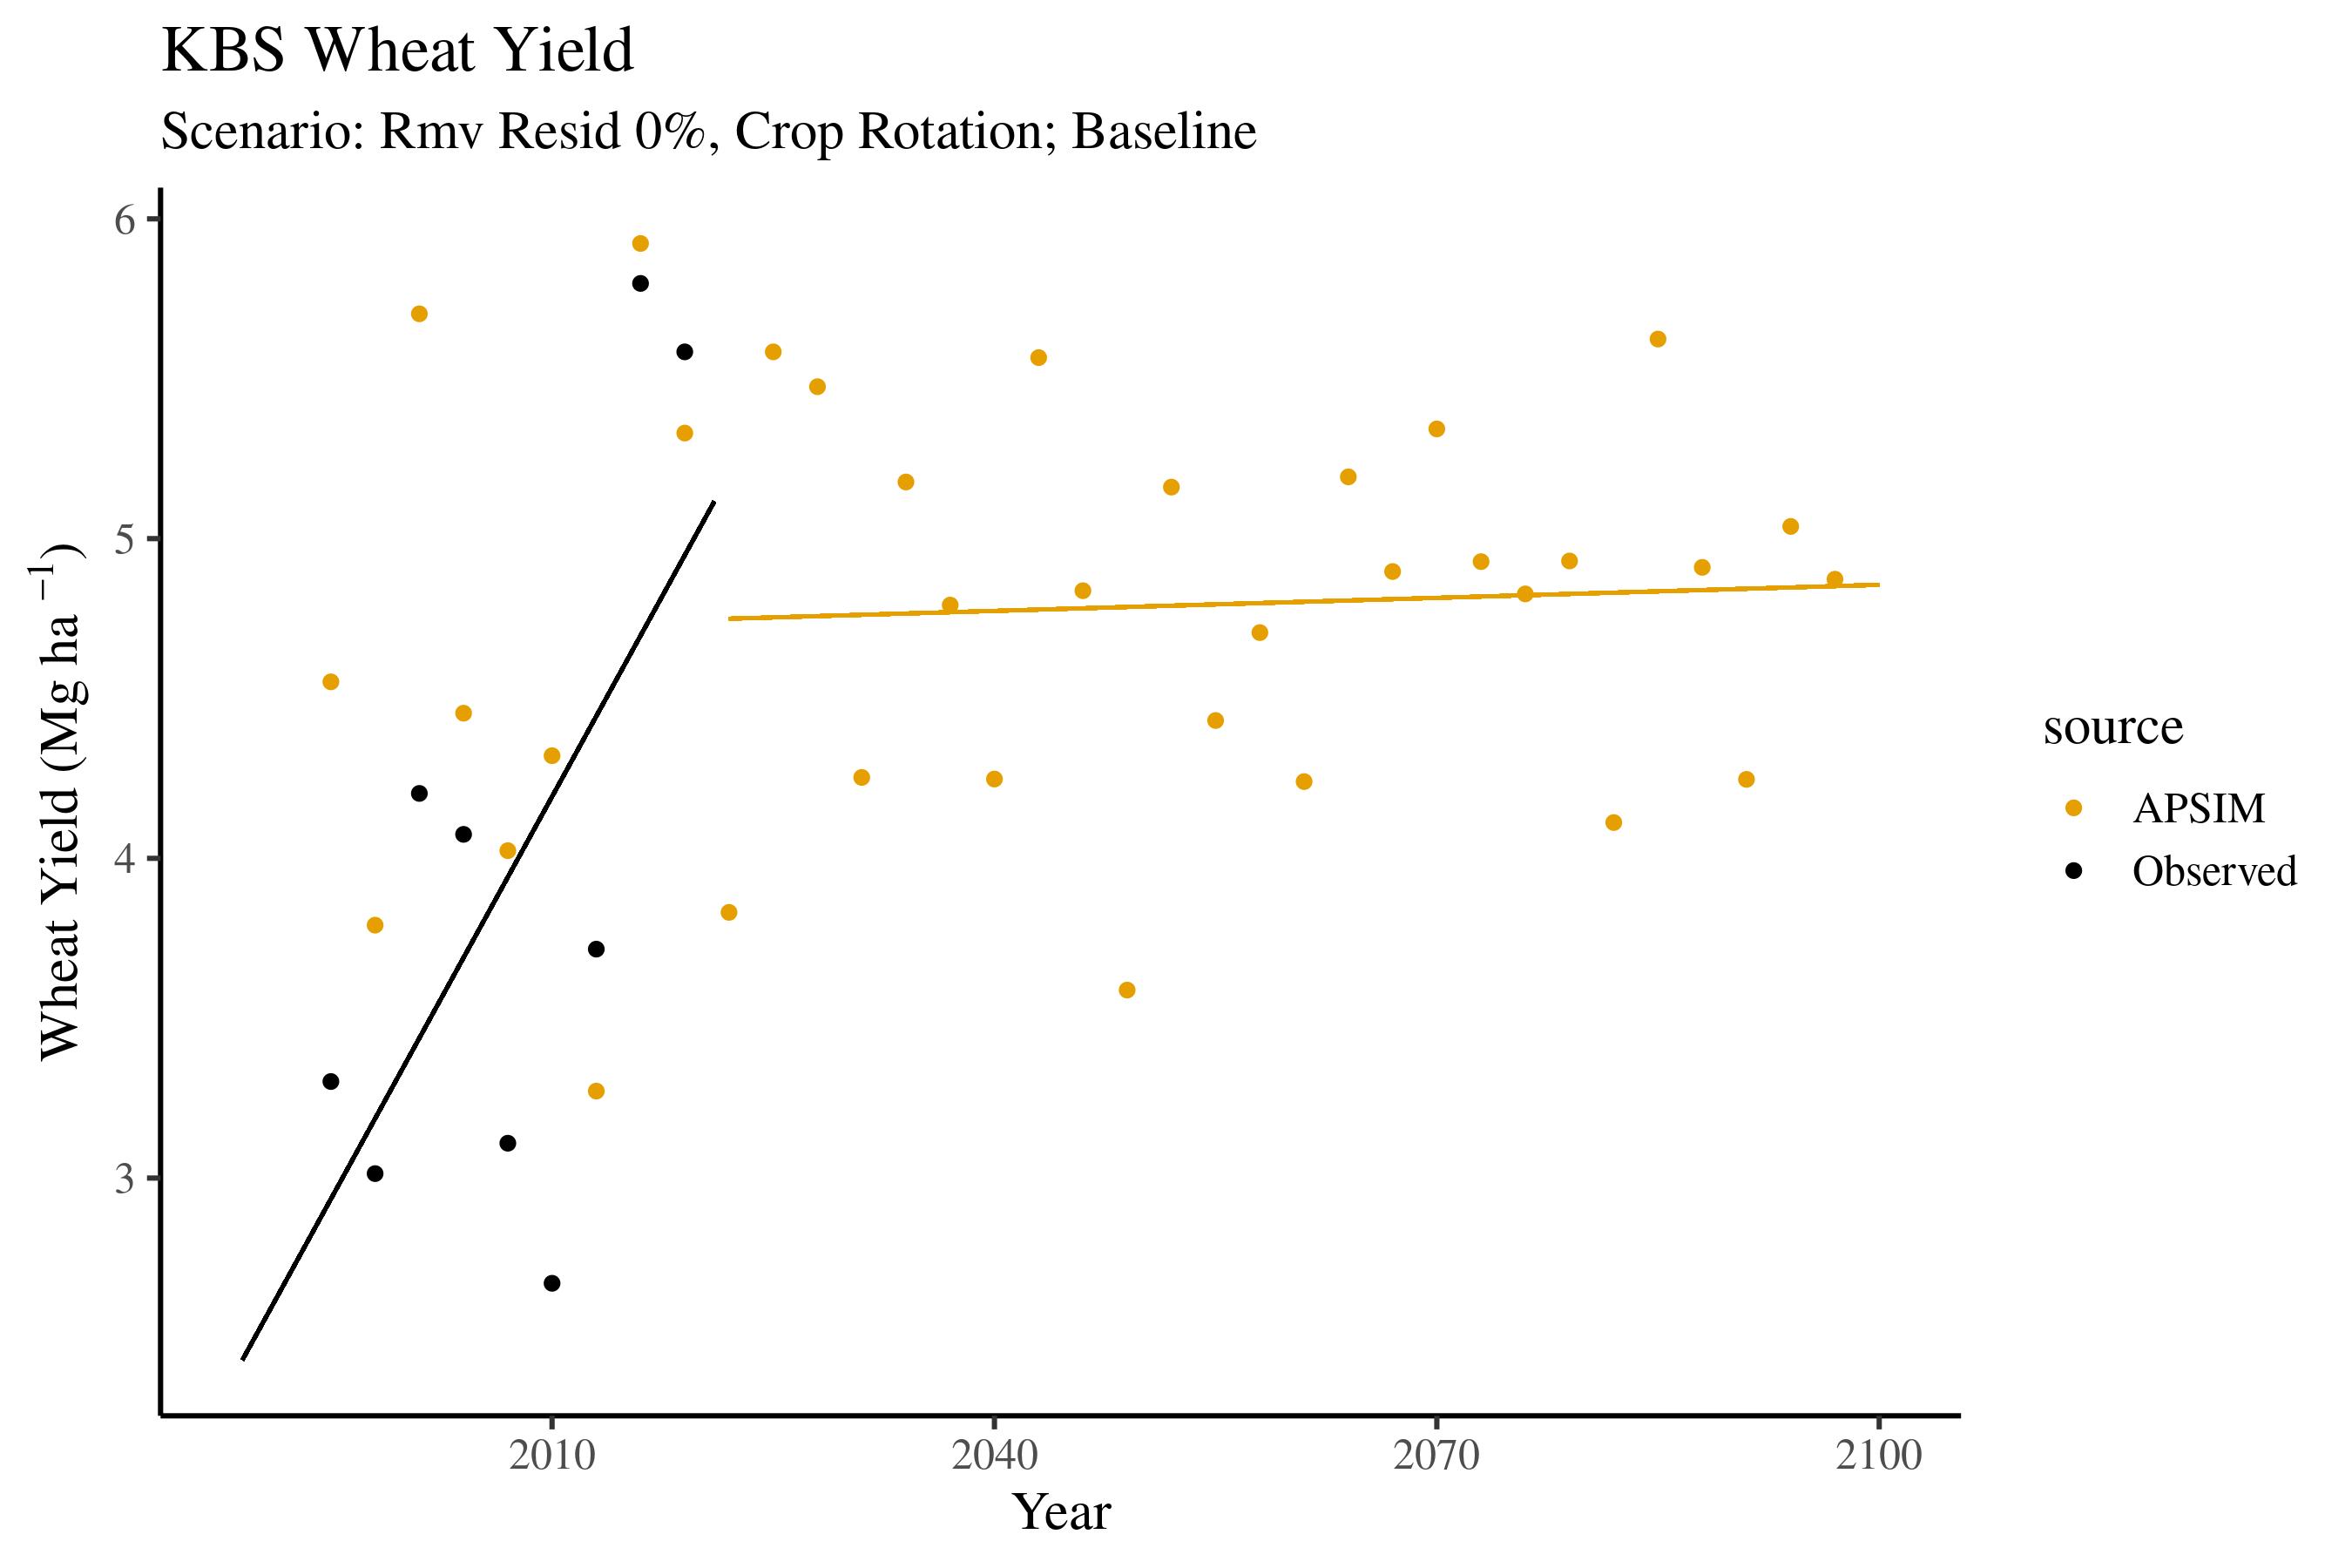 KBS Wheat Yield
Scenario: Rmv Resid 0%, Crop Rotation; Baseline
Wheat Yield (Mg ha −1)
6
5
4
3
2010
2040
2070
2100
Year
source
APSIM
Observed